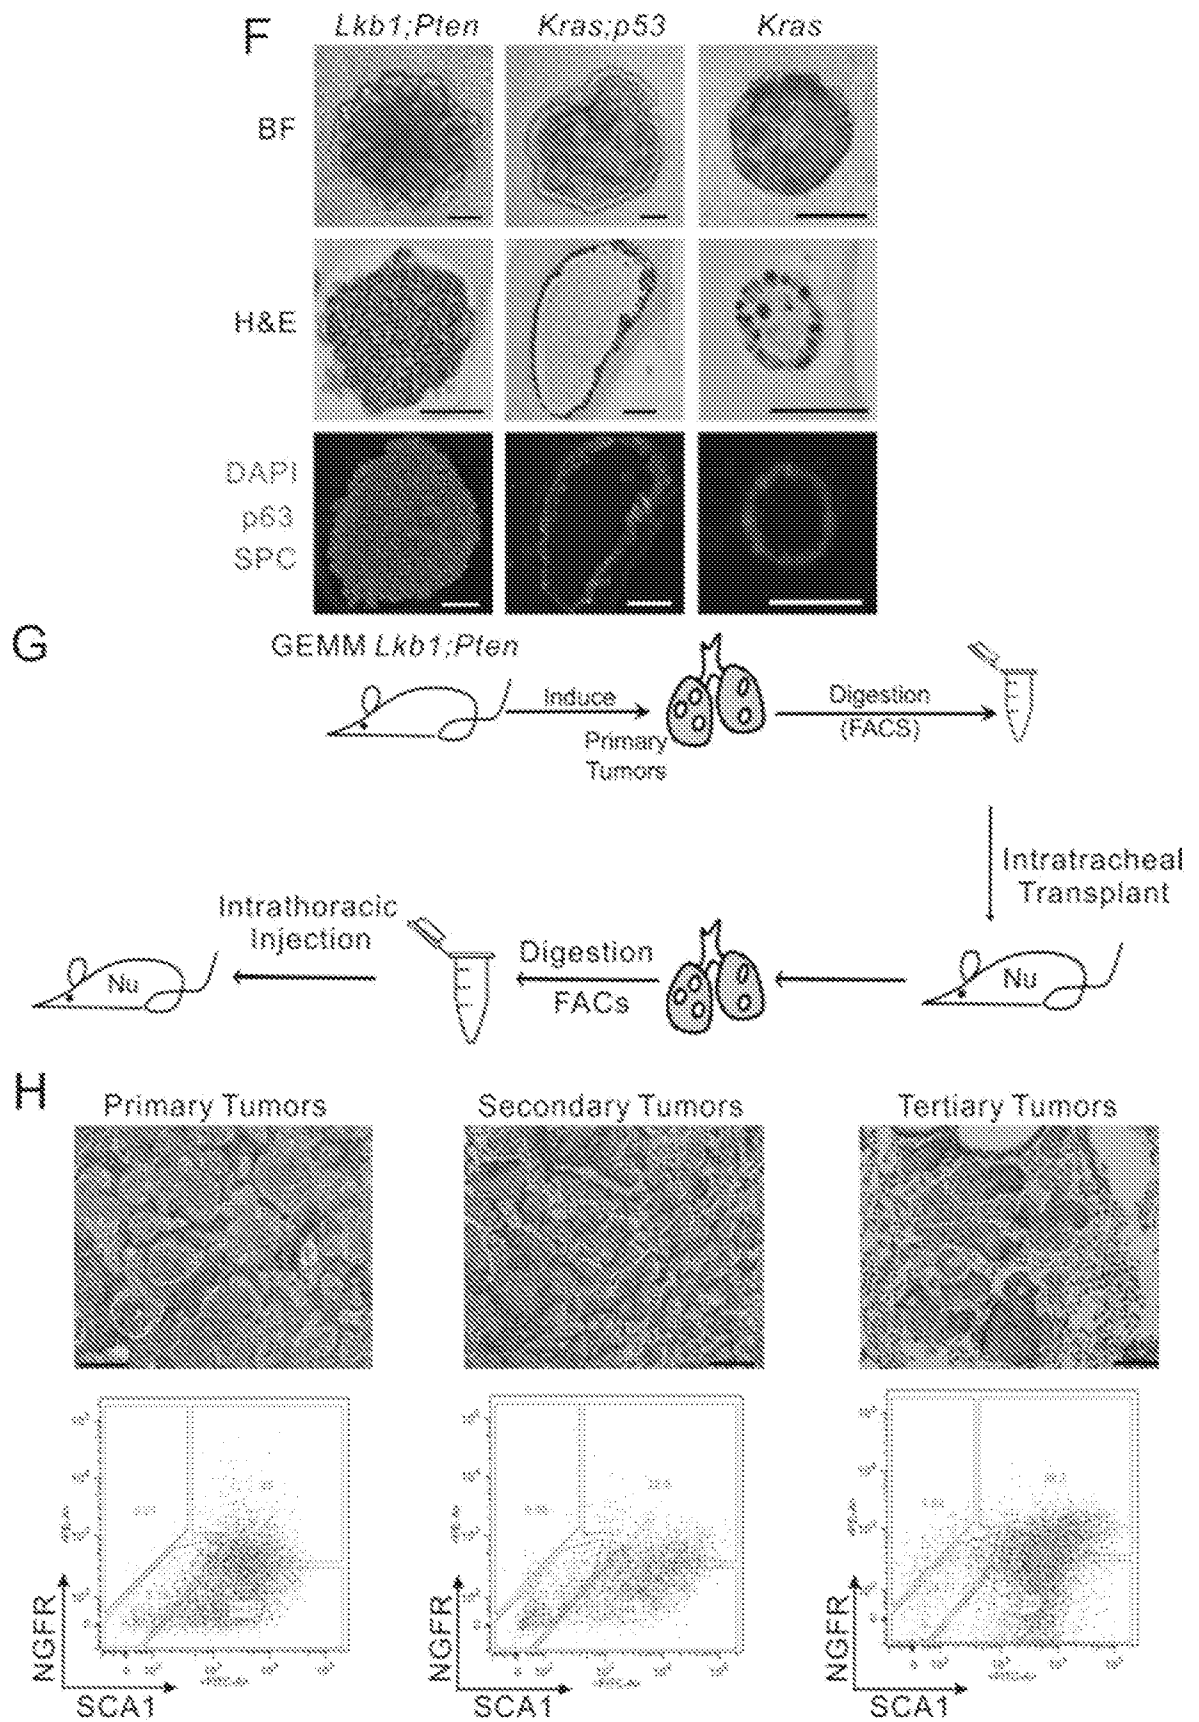 F
Lkb1;Pten Kras;p53 Kras
BF
H&E
DAPI
p63
SPC
G
GEMM Lkb1;Pten
Induce
Primary
Tumors
Digestion
(FACS)
Intratracheal
Transplant
Nu
Digestion
FACs
Intrathoracic
Injection
Nu
H
Primary Tumors Secondary Tumors Tertiary Tumors
NGFR
SCA1
NGFR
SCA1
NGFR
SCA1